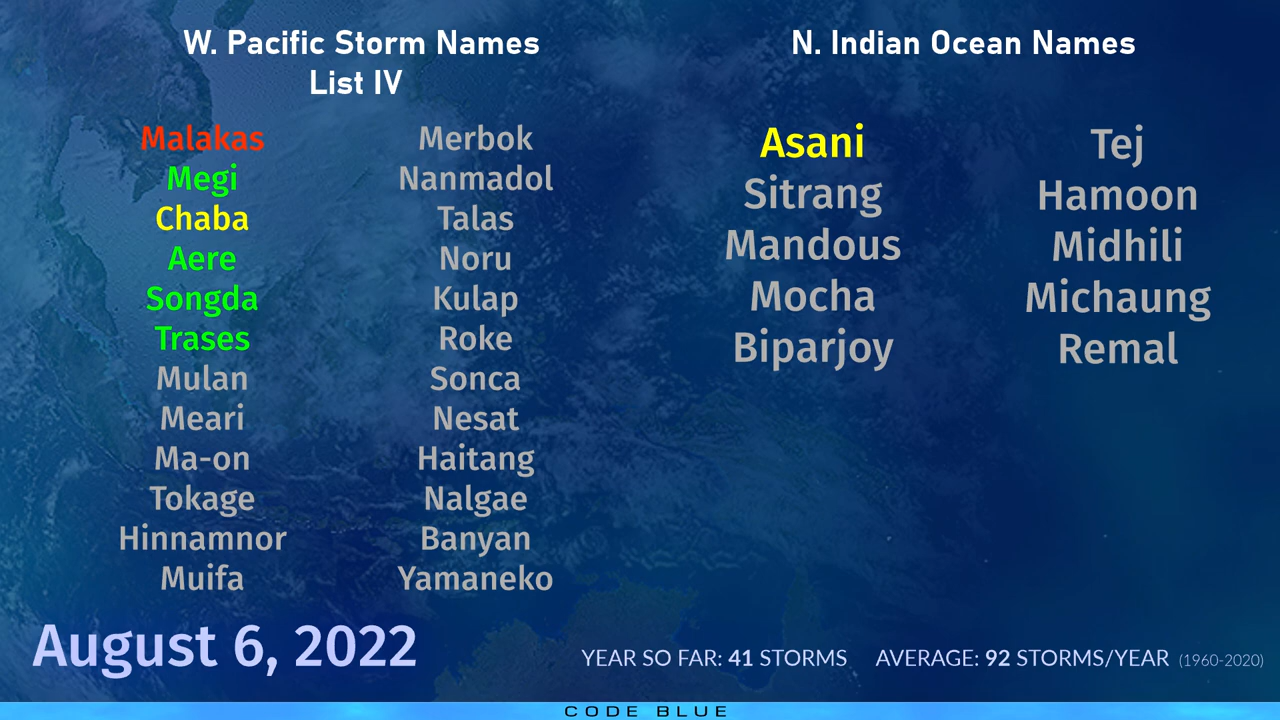 W. Pacific Storm Names
List IV
Malakas
Megi
Chaba
Aere
Songda
Trases
Mulan
Meari
Ma-on
Tokage
Hinnamnor
Muifa
Merbok
Nanmadol
Talas
Noru
Kulap
Roke
Sonca
Nesat
Haitang
Nalgae
Banyan
Yamaneko
N. Indian Ocean Names
Asani
Sitrang
Mandous
Mocha
Biparjoy
Tej
Hamoon
Midhili
Michaung
Remal
August 6, 2022
YEAR SO FAR: 41 STORMS
AVERAGE: 92 STORMS/YEAR (1960-2020)
CODE BLUE